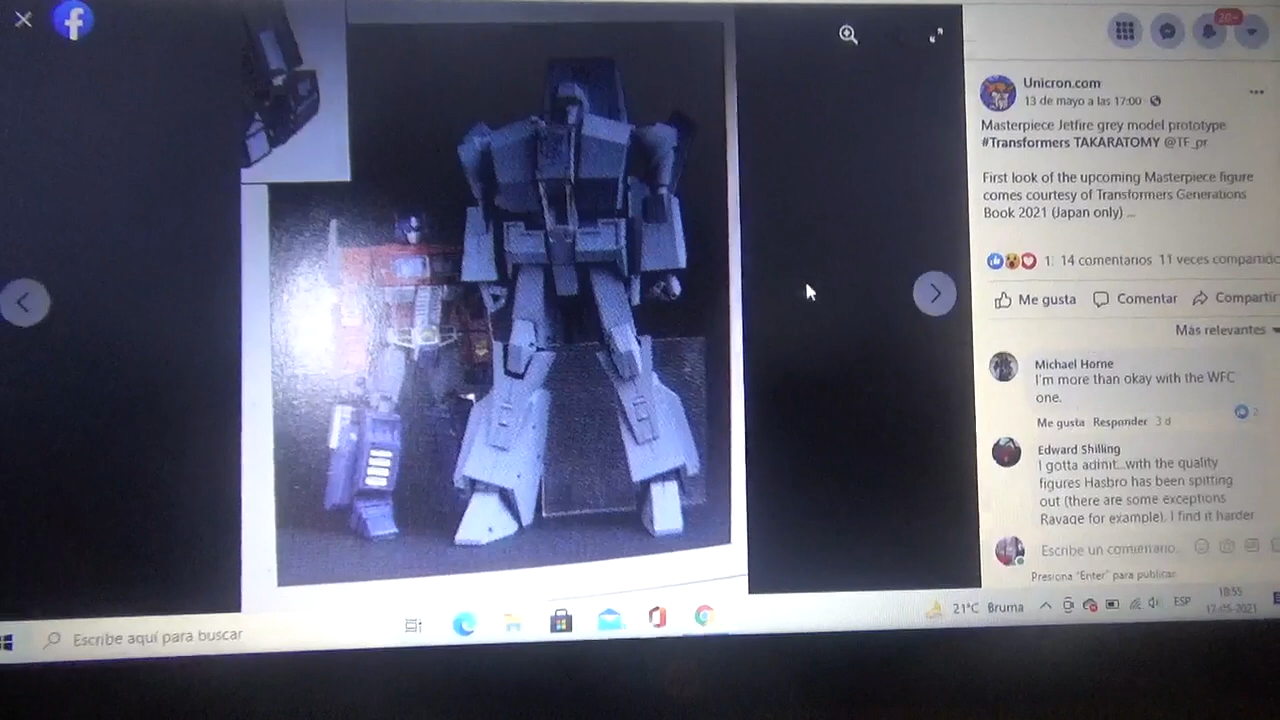 20+
Unicron.com
13 de mayo a las 17:00
Masterpiece Jetfire grey model prototype
#Transformers TAKARATOMY @TF_pr
First look of the upcoming Masterpiece figure
comes courtesy of Transformers Generations
Book 2021 (Japan only) ...
14 comentarios 11 veces compartido
Me gusta Comentar Compartir
Más relevantes
Michael Horne
I'm more than okay with the WFC
one.
2
Me gusta Responder 3 d
Edward Shilling
I gotta admit...with the quality
figures Hasbro has been spitting
out (there are some exceptions
Ravage for example). I find it harder
Escribe un comentario...
Presiona "Enter" para publicar.
Escribe aquí para buscar
21°C Bruma
ESP
18:55
17-05-2021